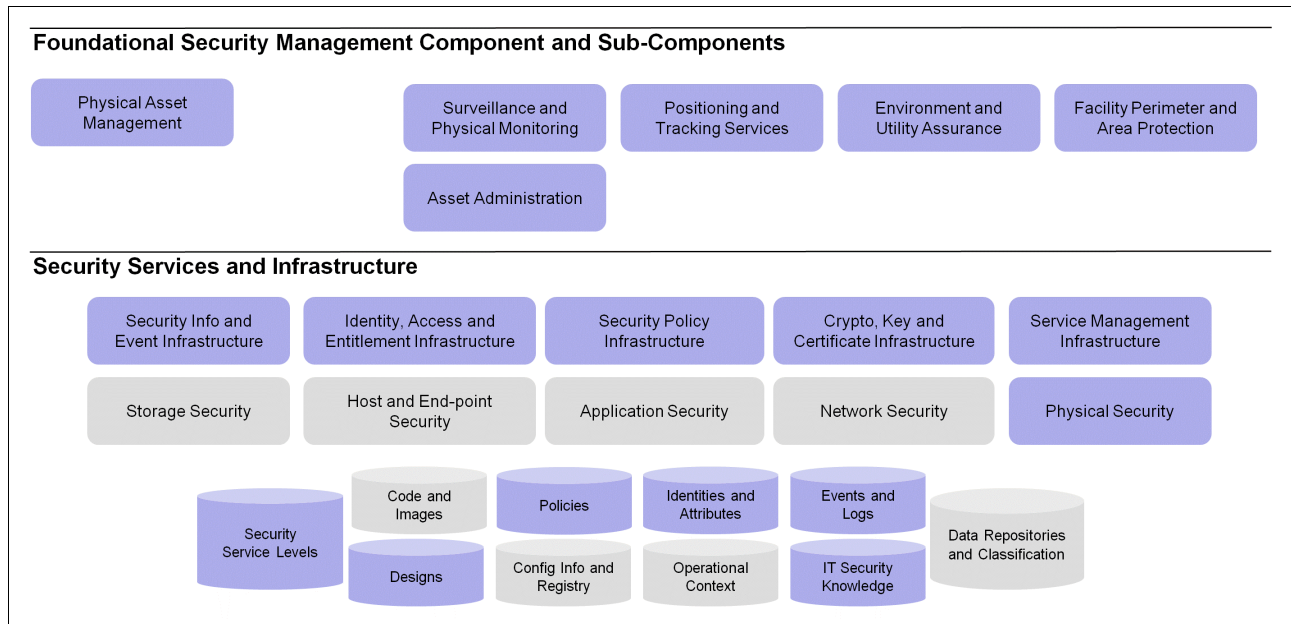 Foundational Security Management Component and Sub-Components
Physical Asset
Management
Surveillance and
Physical Monitoring
Positioning and
Tracking Services
Environment and
Utility Assurance
Facility Perimeter and
Area Protection
Asset Administration
Security Services and Infrastructure
Security Info and
Event Infrastructure
Identity, Access and
Entitlement Infrastructure
Security Policy
Infrastructure
Crypto, Key and
Certificate Infrastructure
Service Management
Infrastructure
Storage Security
Host and End-point
Security
Application Security
Network Security
Physical Security
Security
Service Levels
Code and
Images
Policies
Identities and
Attributes
Events and
Logs
Data Repositories
and Classification
Designs
Config Info and
Registry
Operational
Context
IT Security
Knowledge